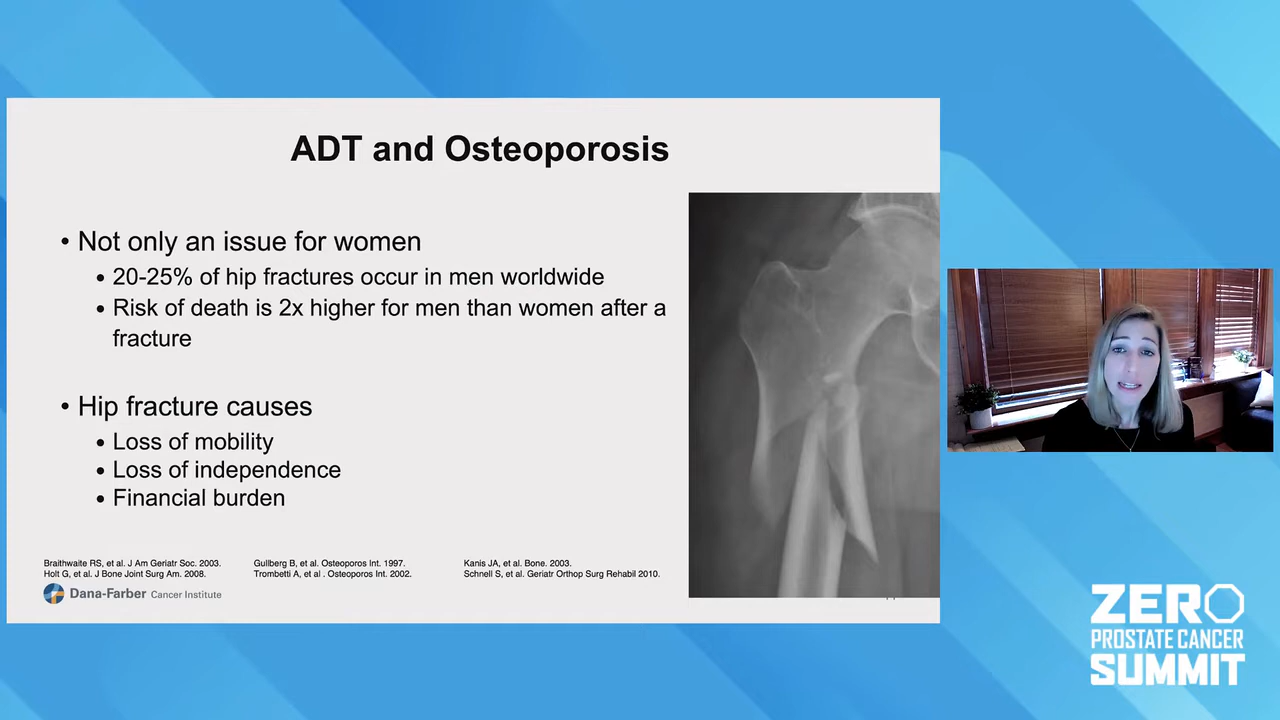 ADT and Osteoporosis
• Not only an issue for women
• 20-25% of hip fractures occur in men worldwide
• Risk of death is 2x higher for men than women after a
fracture
• Hip fracture causes
• Loss of mobility
• Loss of independence
• Financial burden
Braithwaite RS, et al. J Am Geriatr Soc. 2003.
Holt G, et al. J Bone Joint Surg Am. 2008.
Gullberg B, et al. Osteoporos Int. 1997.
Trombetti A, et al . Osteoporos Int. 2002.
Kanis JA, et al. Bone. 2003.
Schnell S, et al. Geriatr Orthop Surg Rehabil 2010.
Dana-Farber Cancer Institute
ZERO
PROSTATE CANCER
SUMMIT